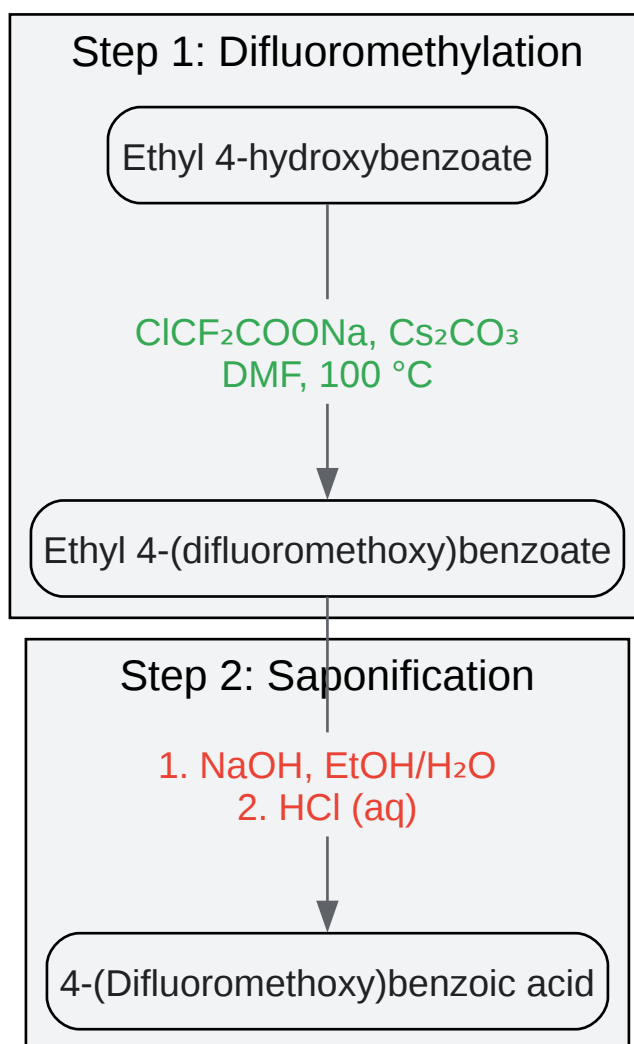 Step 1: Difluoromethylation
Ethyl 4-hydroxybenzoate
ClCF₂COONa, Cs₂CO₃
DMF, 100 °C
Ethyl 4-(difluoromethoxy)benzoate
Step 2: Saponification
1. NaOH, EtOH/H₂O
2. HCl (aq)
4-(Difluoromethoxy)benzoic acid